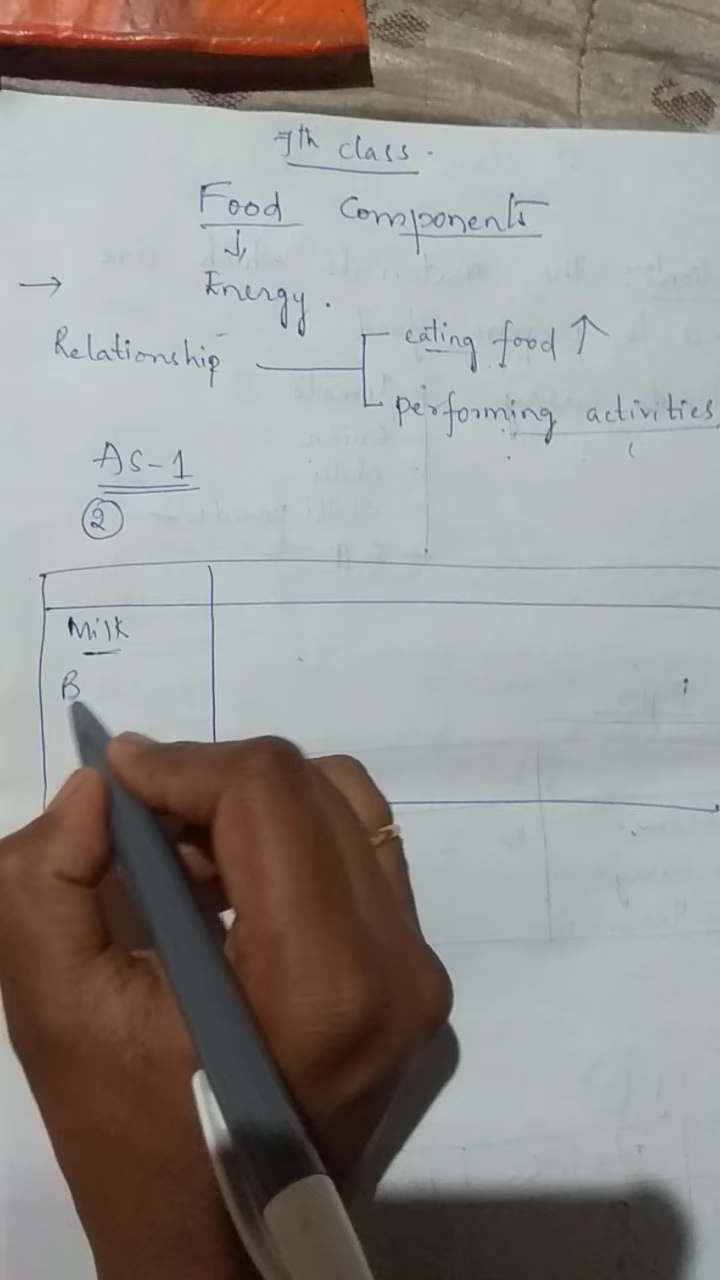 7th class.
Food Components
↓
→ Energy.
Relationship eating food ↑
performing activities
AS-1
2
Milk
B